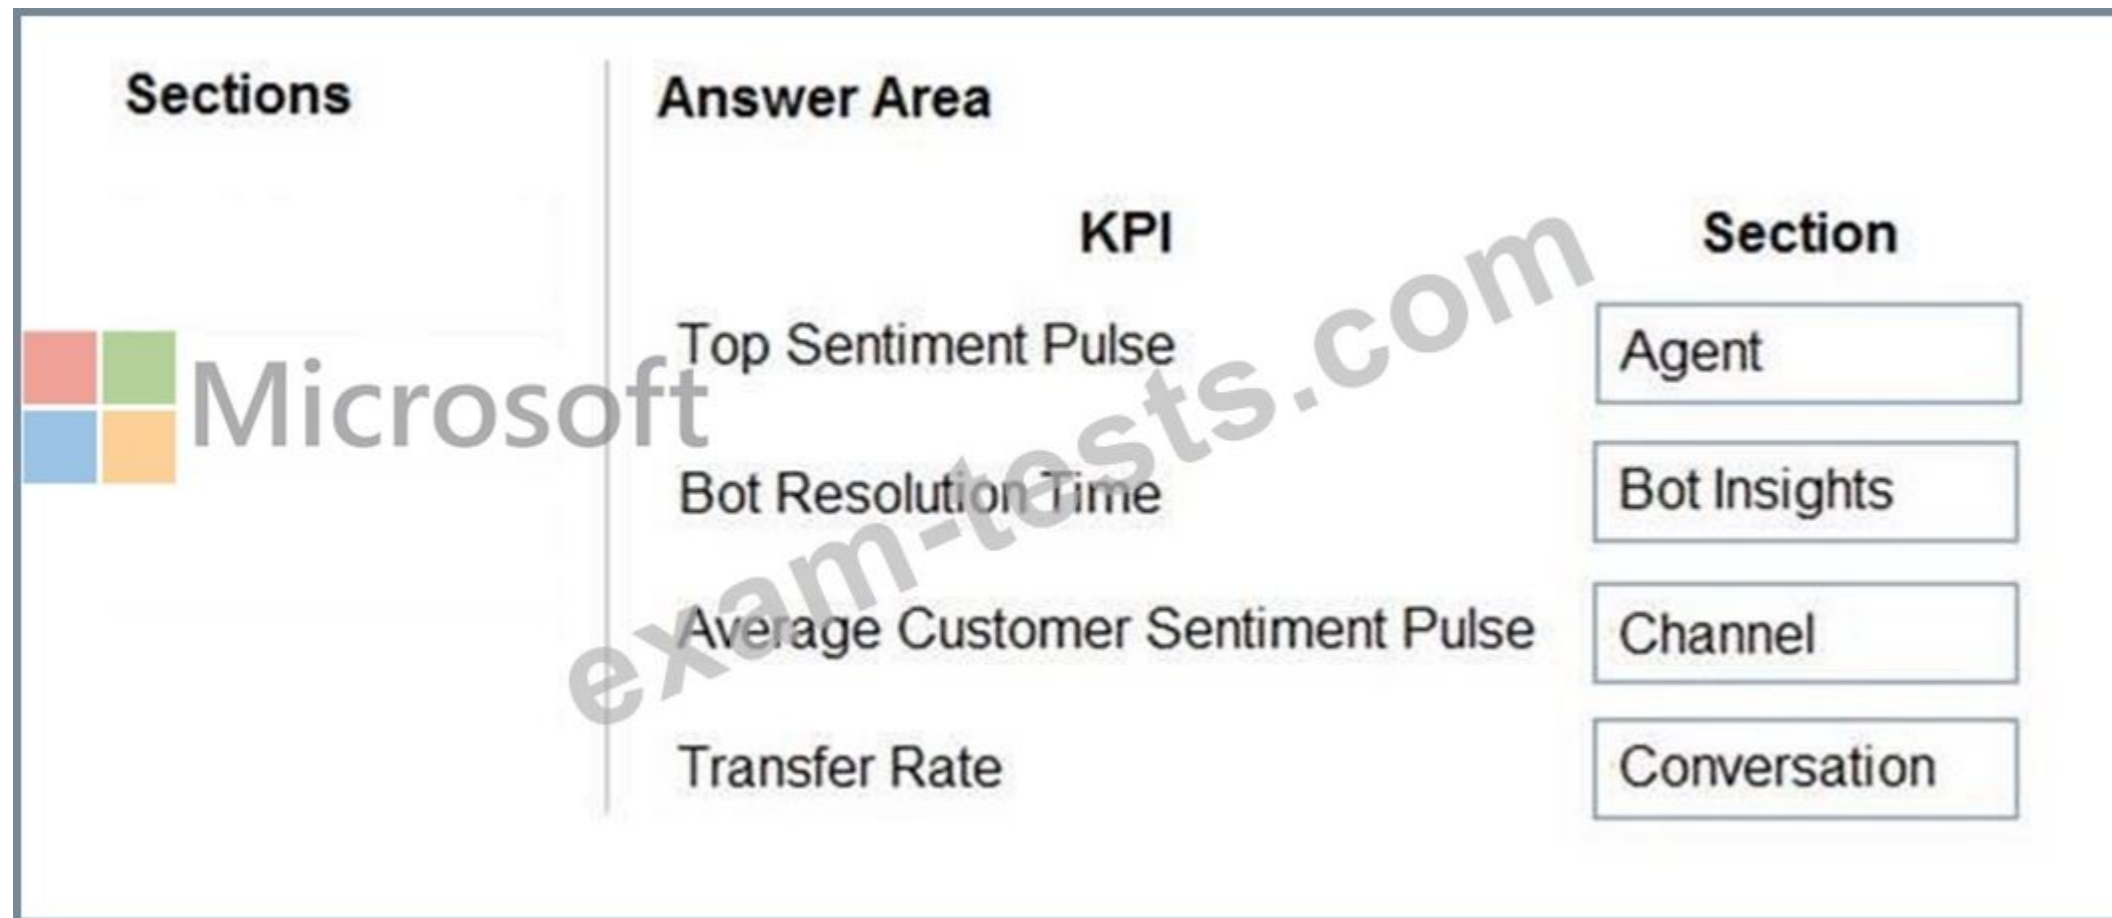 Sections
Answer Area
KPI
Section
Top Sentiment Pulse
Agent
Bot Resolution Time
Bot Insights
Average Customer Sentiment Pulse
Channel
Transfer Rate
Conversation
Microsoft
exam-tests.com